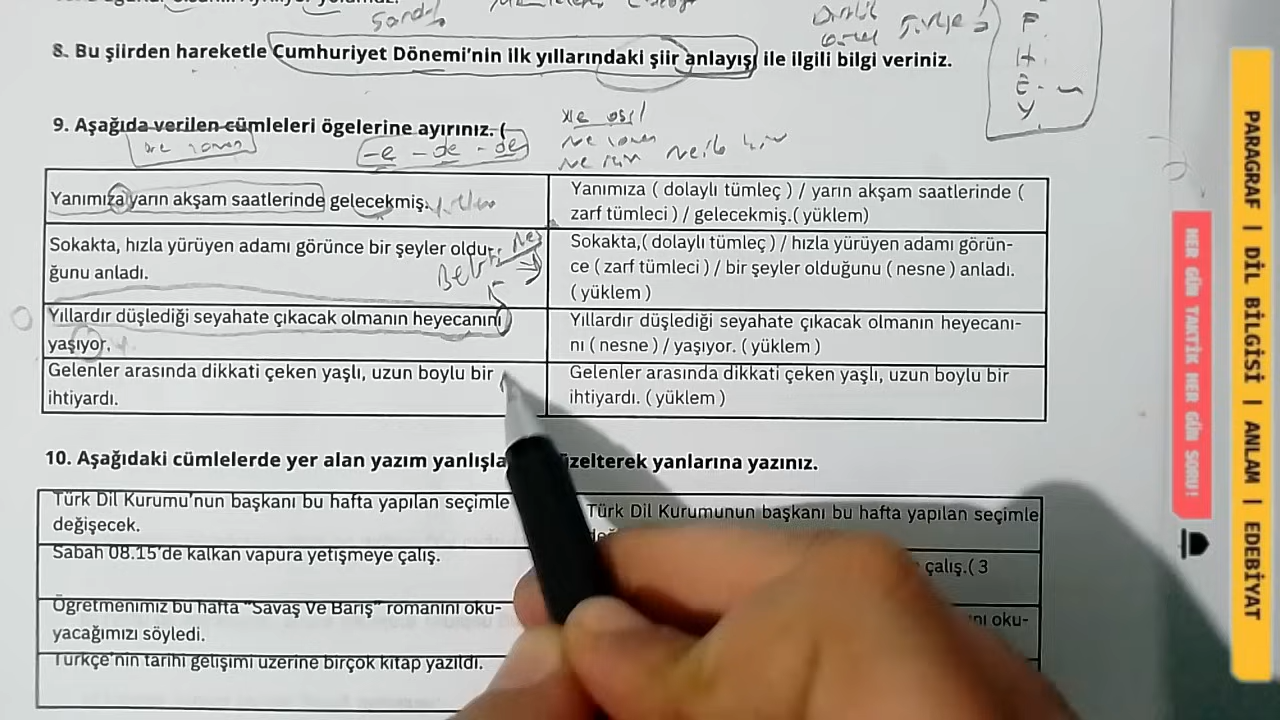 8. Bu şiirden hareketle Cumhuriyet Dönemi'nin ilk yıllarındaki şiir anlayışı ile ilgili bilgi veriniz.
9. Aşağıda verilen cümleleri ögelerine ayırınız. (
-e -de -den
Yanımıza yarın akşam saatlerinde gelecekmiş.
Yanımıza ( dolaylı tümleç ) / yarın akşam saatlerinde (
zarf tümleci ) / gelecekmiş.( yüklem)
Sokakta, hızla yürüyen adamı görünce bir şeyler oldu-
ğunu anladı.
Sokakta,( dolaylı tümleç ) / hızla yürüyen adamı görün-
ce ( zarf tümleci ) / bir şeyler olduğunu ( nesne ) anladı.
( yüklem )
Yıllardır düşlediği seyahate çıkacak olmanın heyecanını
yaşıyor.
Yıllardır düşlediği seyahate çıkacak olmanın heyecanı-
nı ( nesne ) / yaşıyor. ( yüklem )
Gelenler arasında dikkati çeken yaşlı, uzun boylu bir
ihtiyardı.
Gelenler arasında dikkati çeken yaşlı, uzun boylu bir
ihtiyardı. ( yüklem )
10. Aşağıdaki cümlelerde yer alan yazım yanlışla zelterek yanlarına yazınız.
Türk Dil Kurumu'nun başkanı bu hafta yapılan seçimle
değişecek.
Türk Dil Kurumunun başkanı bu hafta yapılan seçimle
Sabah 08.15'de kalkan vapura yetişmeye çalış.
çalış.( 3
Öğretmenimiz bu hafta "Savaş Ve Barış" romanını oku-
yacağımızı söyledi.
nı oku-
Türkçe'nin tarihi gelişimi üzerine birçok kitap yazıldı.
PARAGRAF | DİL BİLGİSİ | ANLAM | EDEBİYAT
HER GÜN TAKTİK HER GÜN SORU!